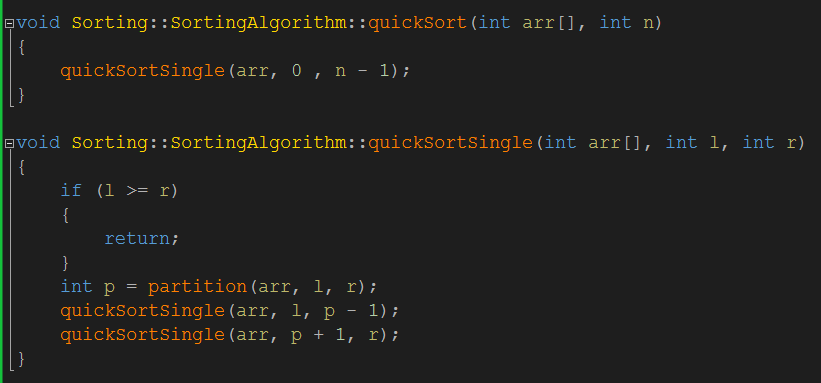 void Sorting::SortingAlgorithm::quickSort(int arr[], int n)
{
    quickSortSingle(arr, 0 , n - 1);
}
void Sorting::SortingAlgorithm::quickSortSingle(int arr[], int l, int r)
{
    if (l >= r)
    {
        return;
    }
    int p = partition(arr, l, r);
    quickSortSingle(arr, l, p - 1);
    quickSortSingle(arr, p + 1, r);
}